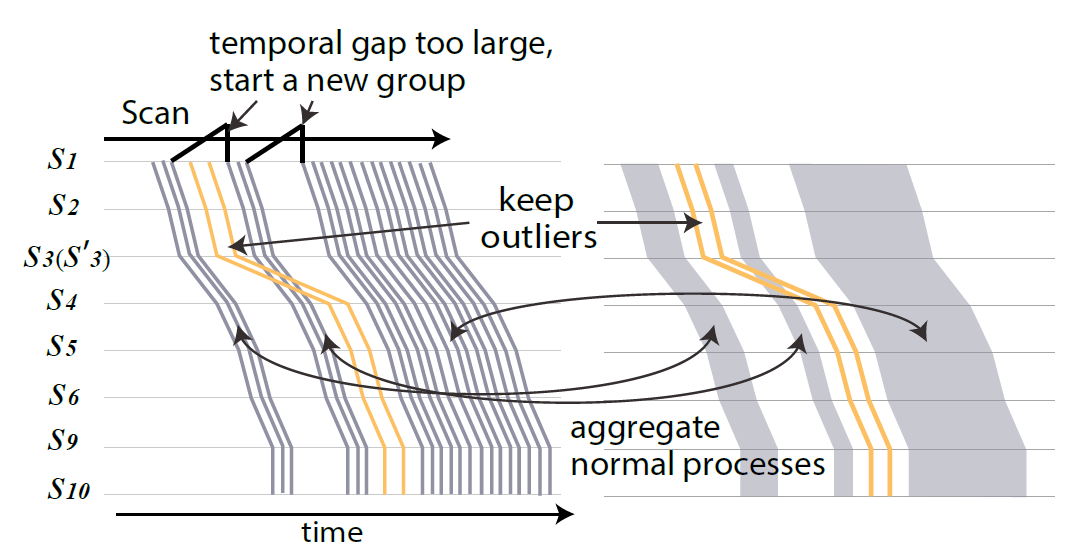 temporal gap too large,
start a new group
Scan
S1
S2
S3(S'3)
S4
S5
S6
S9
S10
keep
outliers
aggregate
normal processes
time